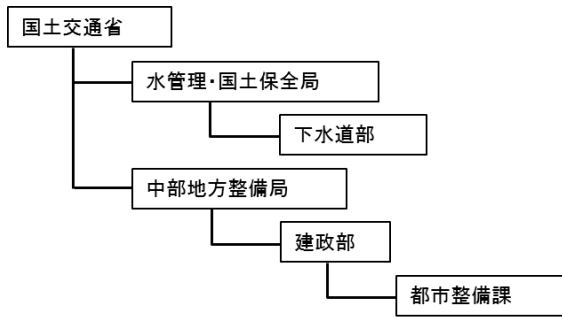 国土交通省
水管理・国土保全局
下水道部
中部地方整備局
建政部
都市整備課